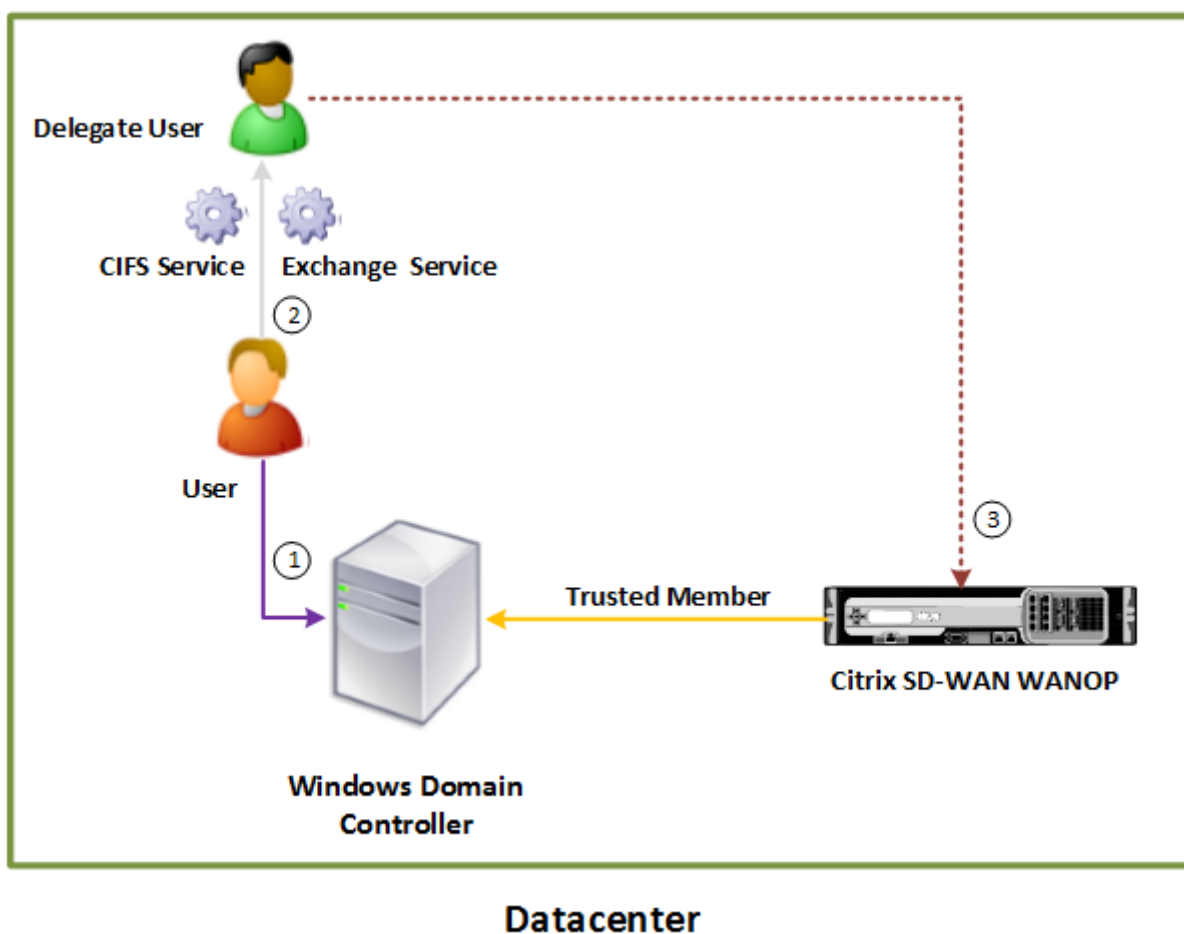 Delegate User
CIFS Service
Exchange Service
2
User
1
3
Trusted Member
Citrix SD-WAN WANOP
Windows Domain
Controller
Datacenter